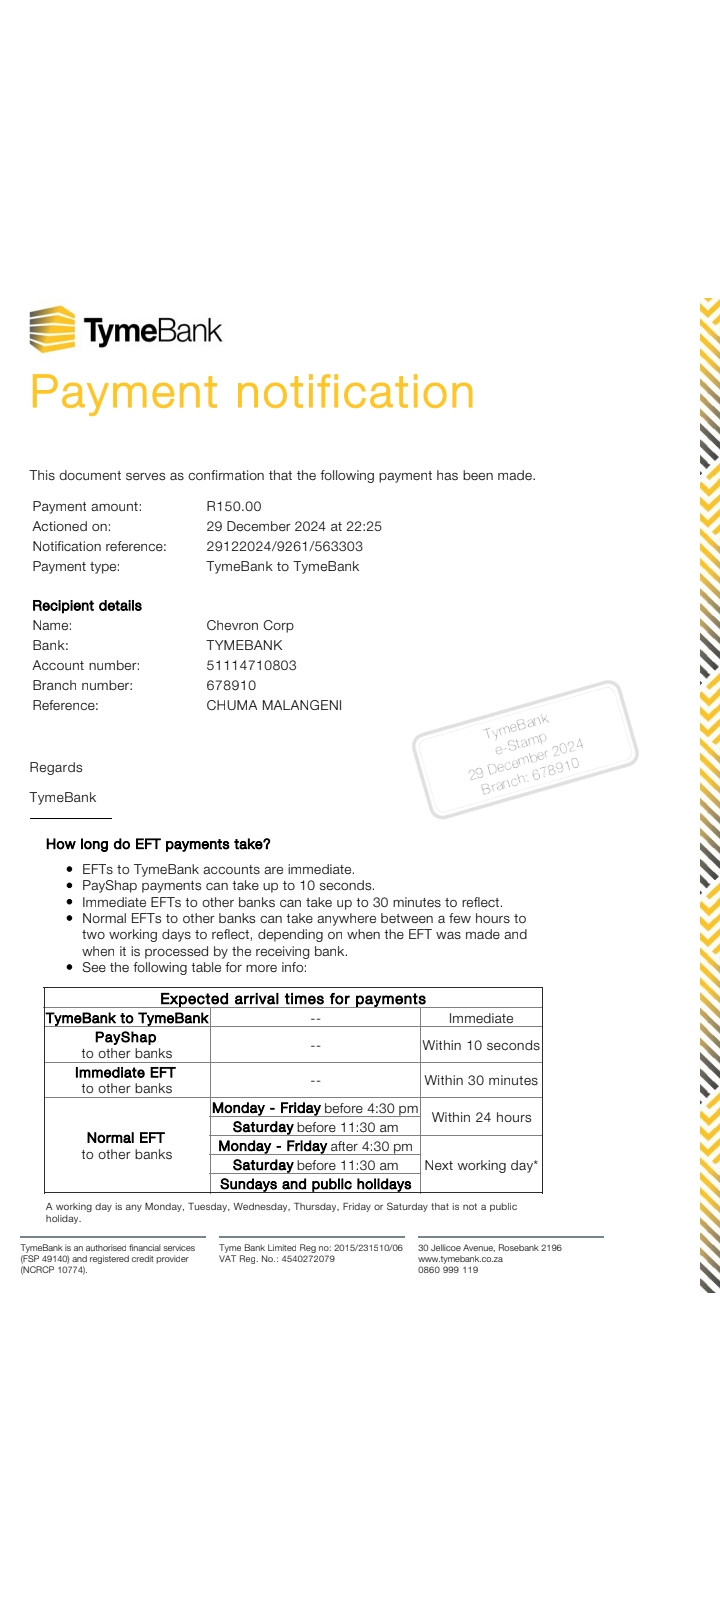 TymeBank
Payment notification
This document serves as confirmation that the following payment has been made.
Payment amount: R150.00
Actioned on: 29 December 2024 at 22:25
Notification reference: 29122024/9261/563303
Payment type: TymeBank to TymeBank
Recipient details
Name: Chevron Corp
Bank: TYMEBANK
Account number: 51114710803
Branch number: 678910
Reference: CHUMA MALANGENI
TymeBank
e-Stamp
29 December 2024
Branch: 678910
Regards
TymeBank
How long do EFT payments take?
• EFTs to TymeBank accounts are immediate.
• PayShap payments can take up to 10 seconds.
• Immediate EFTs to other banks can take up to 30 minutes to reflect.
• Normal EFTs to other banks can take anywhere between a few hours to
two working days to reflect, depending on when the EFT was made and
when it is processed by the receiving bank.
• See the following table for more info:
Expected arrival times for payments
TymeBank to TymeBank -- Immediate
PayShap
to other banks
-- Within 10 seconds
Immediate EFT
to other banks
-- Within 30 minutes
Normal EFT
to other banks
Monday - Friday before 4:30 pm
Saturday before 11:30 am
Within 24 hours
Monday - Friday after 4:30 pm
Saturday before 11:30 am
Sundays and public holidays
Next working day*
A working day is any Monday, Tuesday, Wednesday, Thursday, Friday or Saturday that is not a public
holiday.
TymeBank is an authorised financial services
(FSP 49140) and registered credit provider
(NCRCP 10774).
Tyme Bank Limited Reg no: 2015/231510/06
VAT Reg. No.: 4540272079
30 Jellicoe Avenue, Rosebank 2196
www.tymebank.co.za
0860 999 119